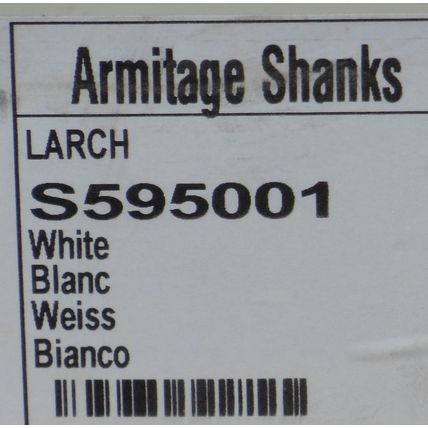 Armitage Shanks
LARCH
S595001
White
Blanc
Weiss
Bianco